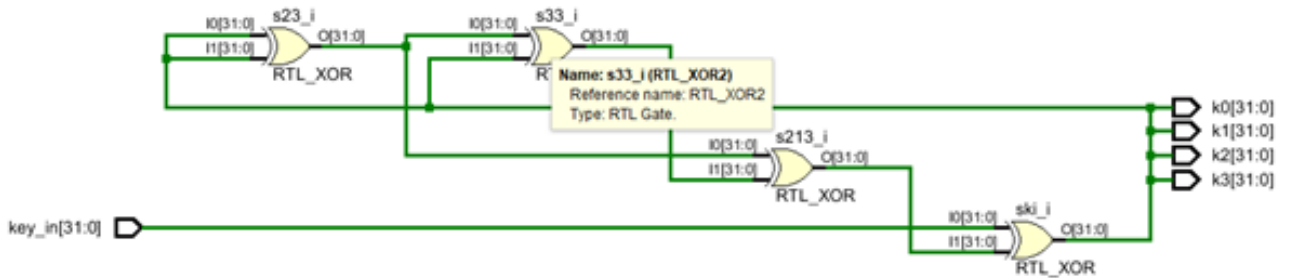 s23_i
I0[31:0]
I1[31:0]
O[31:0]
RTL_XOR
s33_i
I0[31:0]
I1[31:0]
O[31:0]
RT
Name: s33_i (RTL_XOR2)
Reference name: RTL_XOR2
Type: RTL Gate.
k0[31:0]
k1[31:0]
k2[31:0]
k3[31:0]
s213_i
I0[31:0]
I1[31:0]
O[31:0]
RTL_XOR
key_in[31:0]
ski_i
I0[31:0]
I1[31:0]
O[31:0]
RTL_XOR